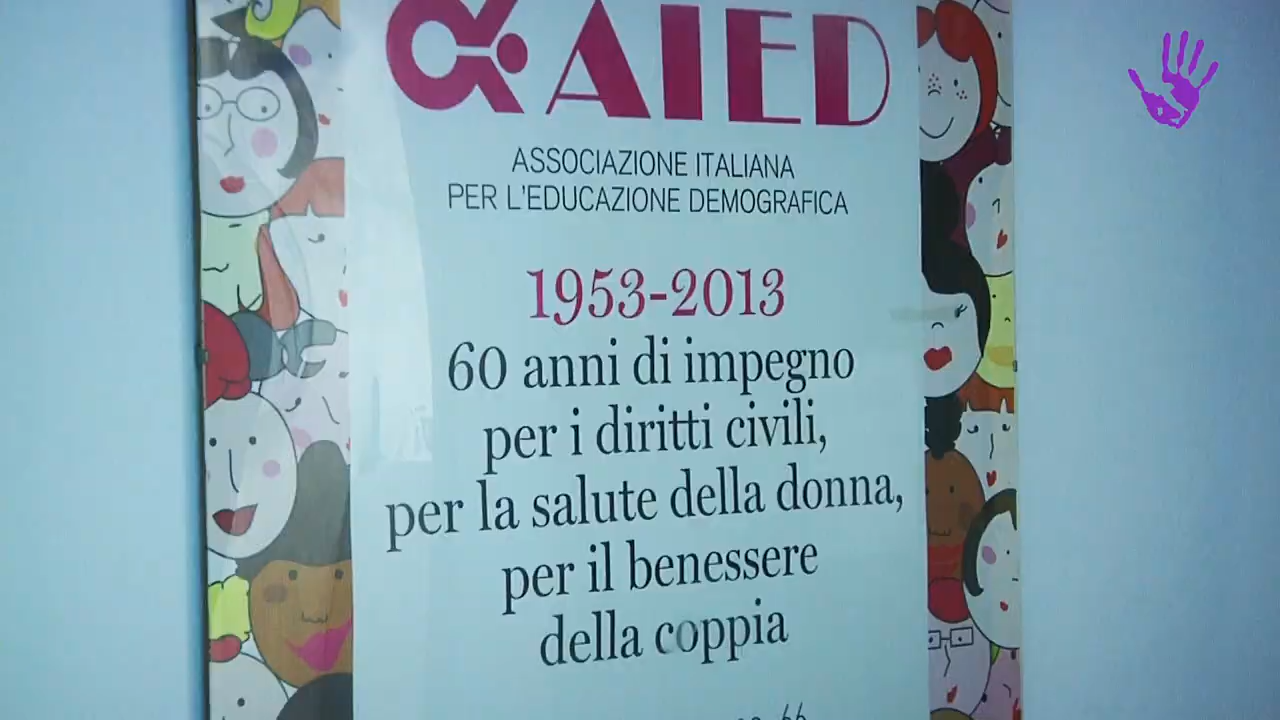 AIED
ASSOCIAZIONE ITALIANA
PER L'EDUCAZIONE DEMOGRAFICA
1953-2013
60 anni di impegno
per i diritti civili,
per la salute della donna,
per il benessere
della coppia